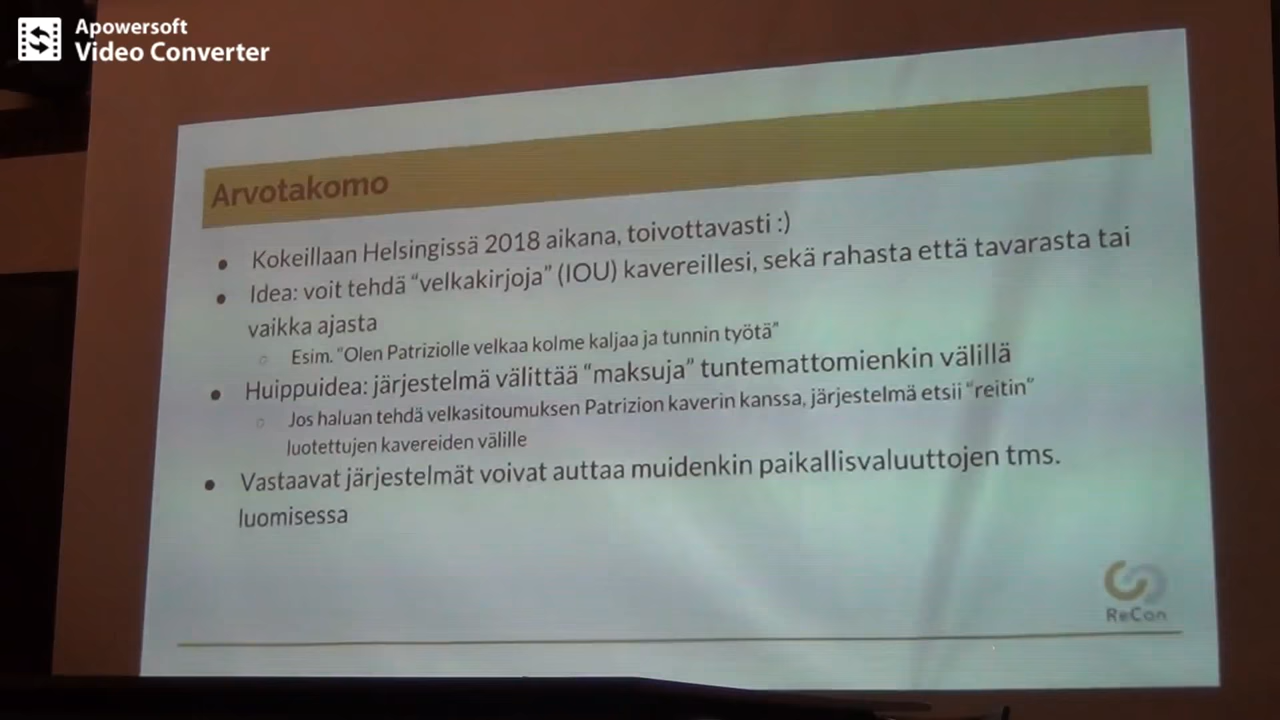 Apowersoft
Video Converter
Arvotakomo
Kokeillaan Helsingissä 2018 aikana, toivottavasti :)
Idea: voit tehdä “velkakirjoja” (IOU) kavereillesi, sekä rahasta että tavarasta tai
vaikka ajasta
Esim. “Olen Patriziolle velkaa kolme kaljaa ja tunnin työtä”
Huippuidea: järjestelmä välittää “maksuja” tuntemattomienkin välillä
Jos haluan tehdä velkasitoumuksen Patrizion kaverin kanssa, järjestelmä etsii “reitin”
luotettujen kavereiden välille
Vastaavat järjestelmät voivat auttaa muidenkin paikallisvaluuttojen tms.
luomisessa
ReCon